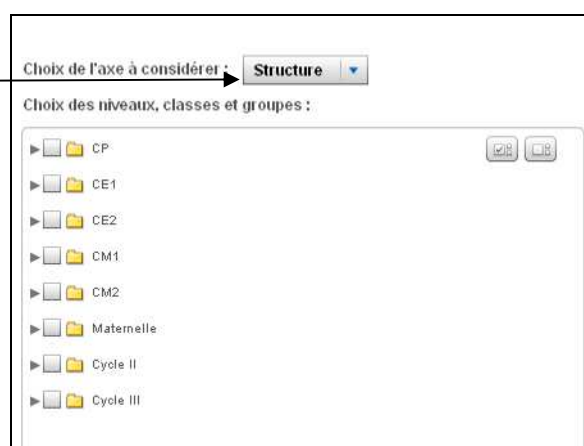 Choix de l'axe à considérer : Structure
Choix des niveaux, classes et groupes :
CP
CE1
CE2
CM1
CM2
Maternelle
Cycle II
Cycle III